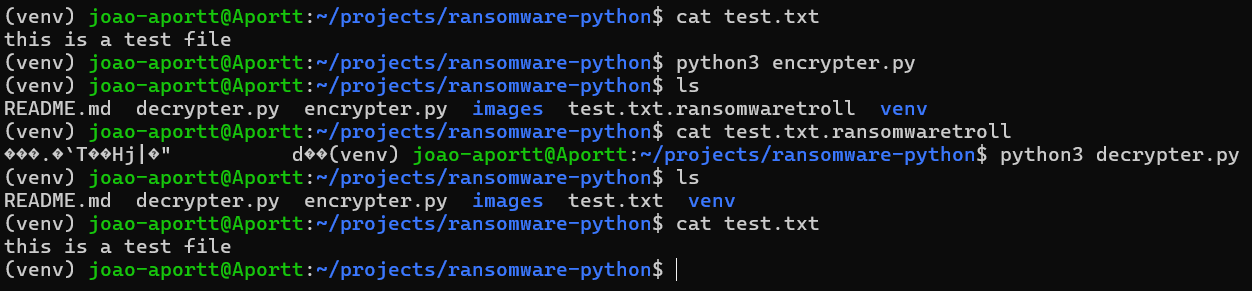 (venv) joao-aportt@Aportt:~/projects/ransomware-python$ cat test.txt
this is a test file
(venv) joao-aportt@Aportt:~/projects/ransomware-python$ python3 encrypter.py
(venv) joao-aportt@Aportt:~/projects/ransomware-python$ ls
README.md  decrypter.py  encrypter.py  images  test.txt.ransomwaretroll  venv
(venv) joao-aportt@Aportt:~/projects/ransomware-python$ cat test.txt.ransomwaretroll
���.�`T��Hj|�"          d��(venv) joao-aportt@Aportt:~/projects/ransomware-python$ python3 decrypter.py
(venv) joao-aportt@Aportt:~/projects/ransomware-python$ ls
README.md  decrypter.py  encrypter.py  images  test.txt  venv
(venv) joao-aportt@Aportt:~/projects/ransomware-python$ cat test.txt
this is a test file
(venv) joao-aportt@Aportt:~/projects/ransomware-python$